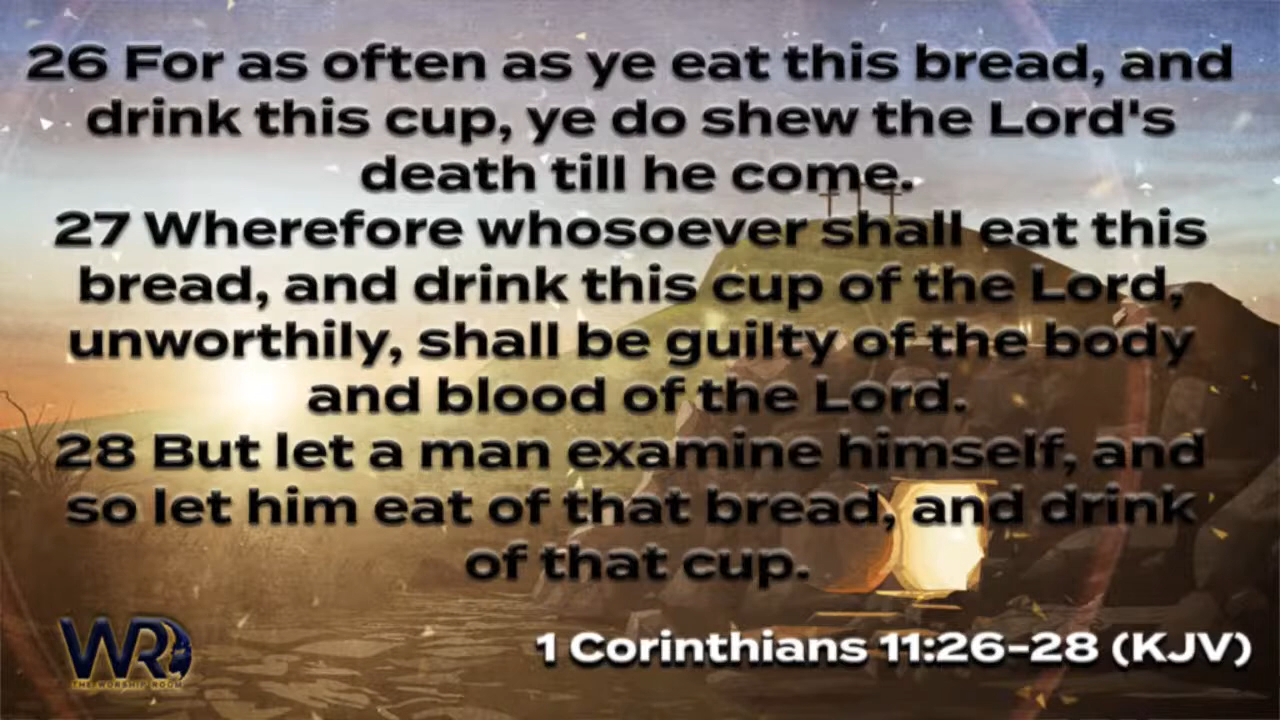 26 For as often as ye eat this bread, and
drink this cup, ye do shew the Lord's
death till he come.
27 Wherefore whosoever shall eat this
bread, and drink this cup of the Lord,
unworthily, shall be guilty of the body
and blood of the Lord.
28 But let a man examine himself, and
so let him eat of that bread, and drink
of that cup.
1 Corinthians 11:26-28 (KJV)
WR
THE WORSHIP ROOM